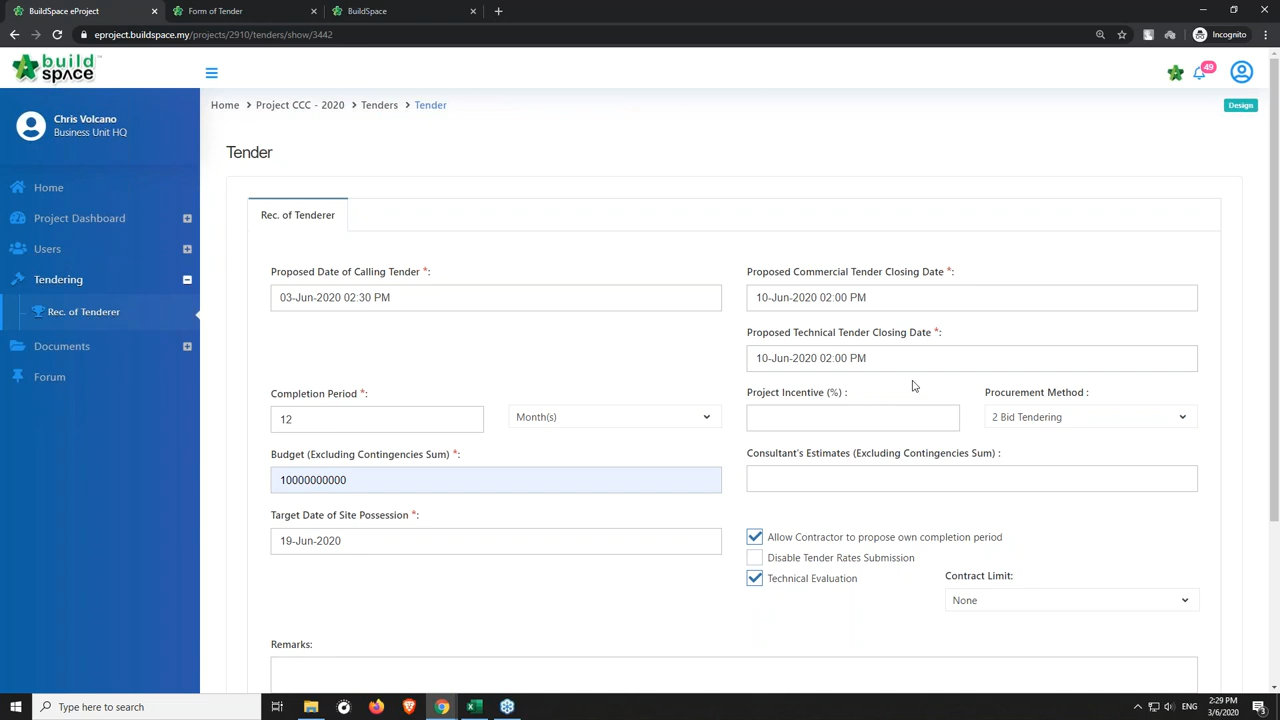 BuildSpace eProject
Form of Tender
BuildSpace
eproject.buildspace.my/projects/2910/tenders/show/3442
Incognito
build
space
49
Chris Volcano
Business Unit HQ
Home
Project Dashboard
Users
Tendering
Rec. of Tenderer
Documents
Forum
Home > Project CCC - 2020 > Tenders > Tender
Design
Tender
Rec. of Tenderer
Proposed Date of Calling Tender *:
03-Jun-2020 02:30 PM
Proposed Commercial Tender Closing Date *:
10-Jun-2020 02:00 PM
Proposed Technical Tender Closing Date *:
10-Jun-2020 02:00 PM
Completion Period *:
12
Month(s)
Project Incentive (%) :
Procurement Method :
2 Bid Tendering
Budget (Excluding Contingencies Sum) *:
10000000000
Consultant's Estimates (Excluding Contingencies Sum) :
Target Date of Site Possession *:
19-Jun-2020
Allow Contractor to propose own completion period
Disable Tender Rates Submission
Technical Evaluation
Contract Limit:
None
Remarks:
Type here to search
ENG
2:29 PM
3/6/2020